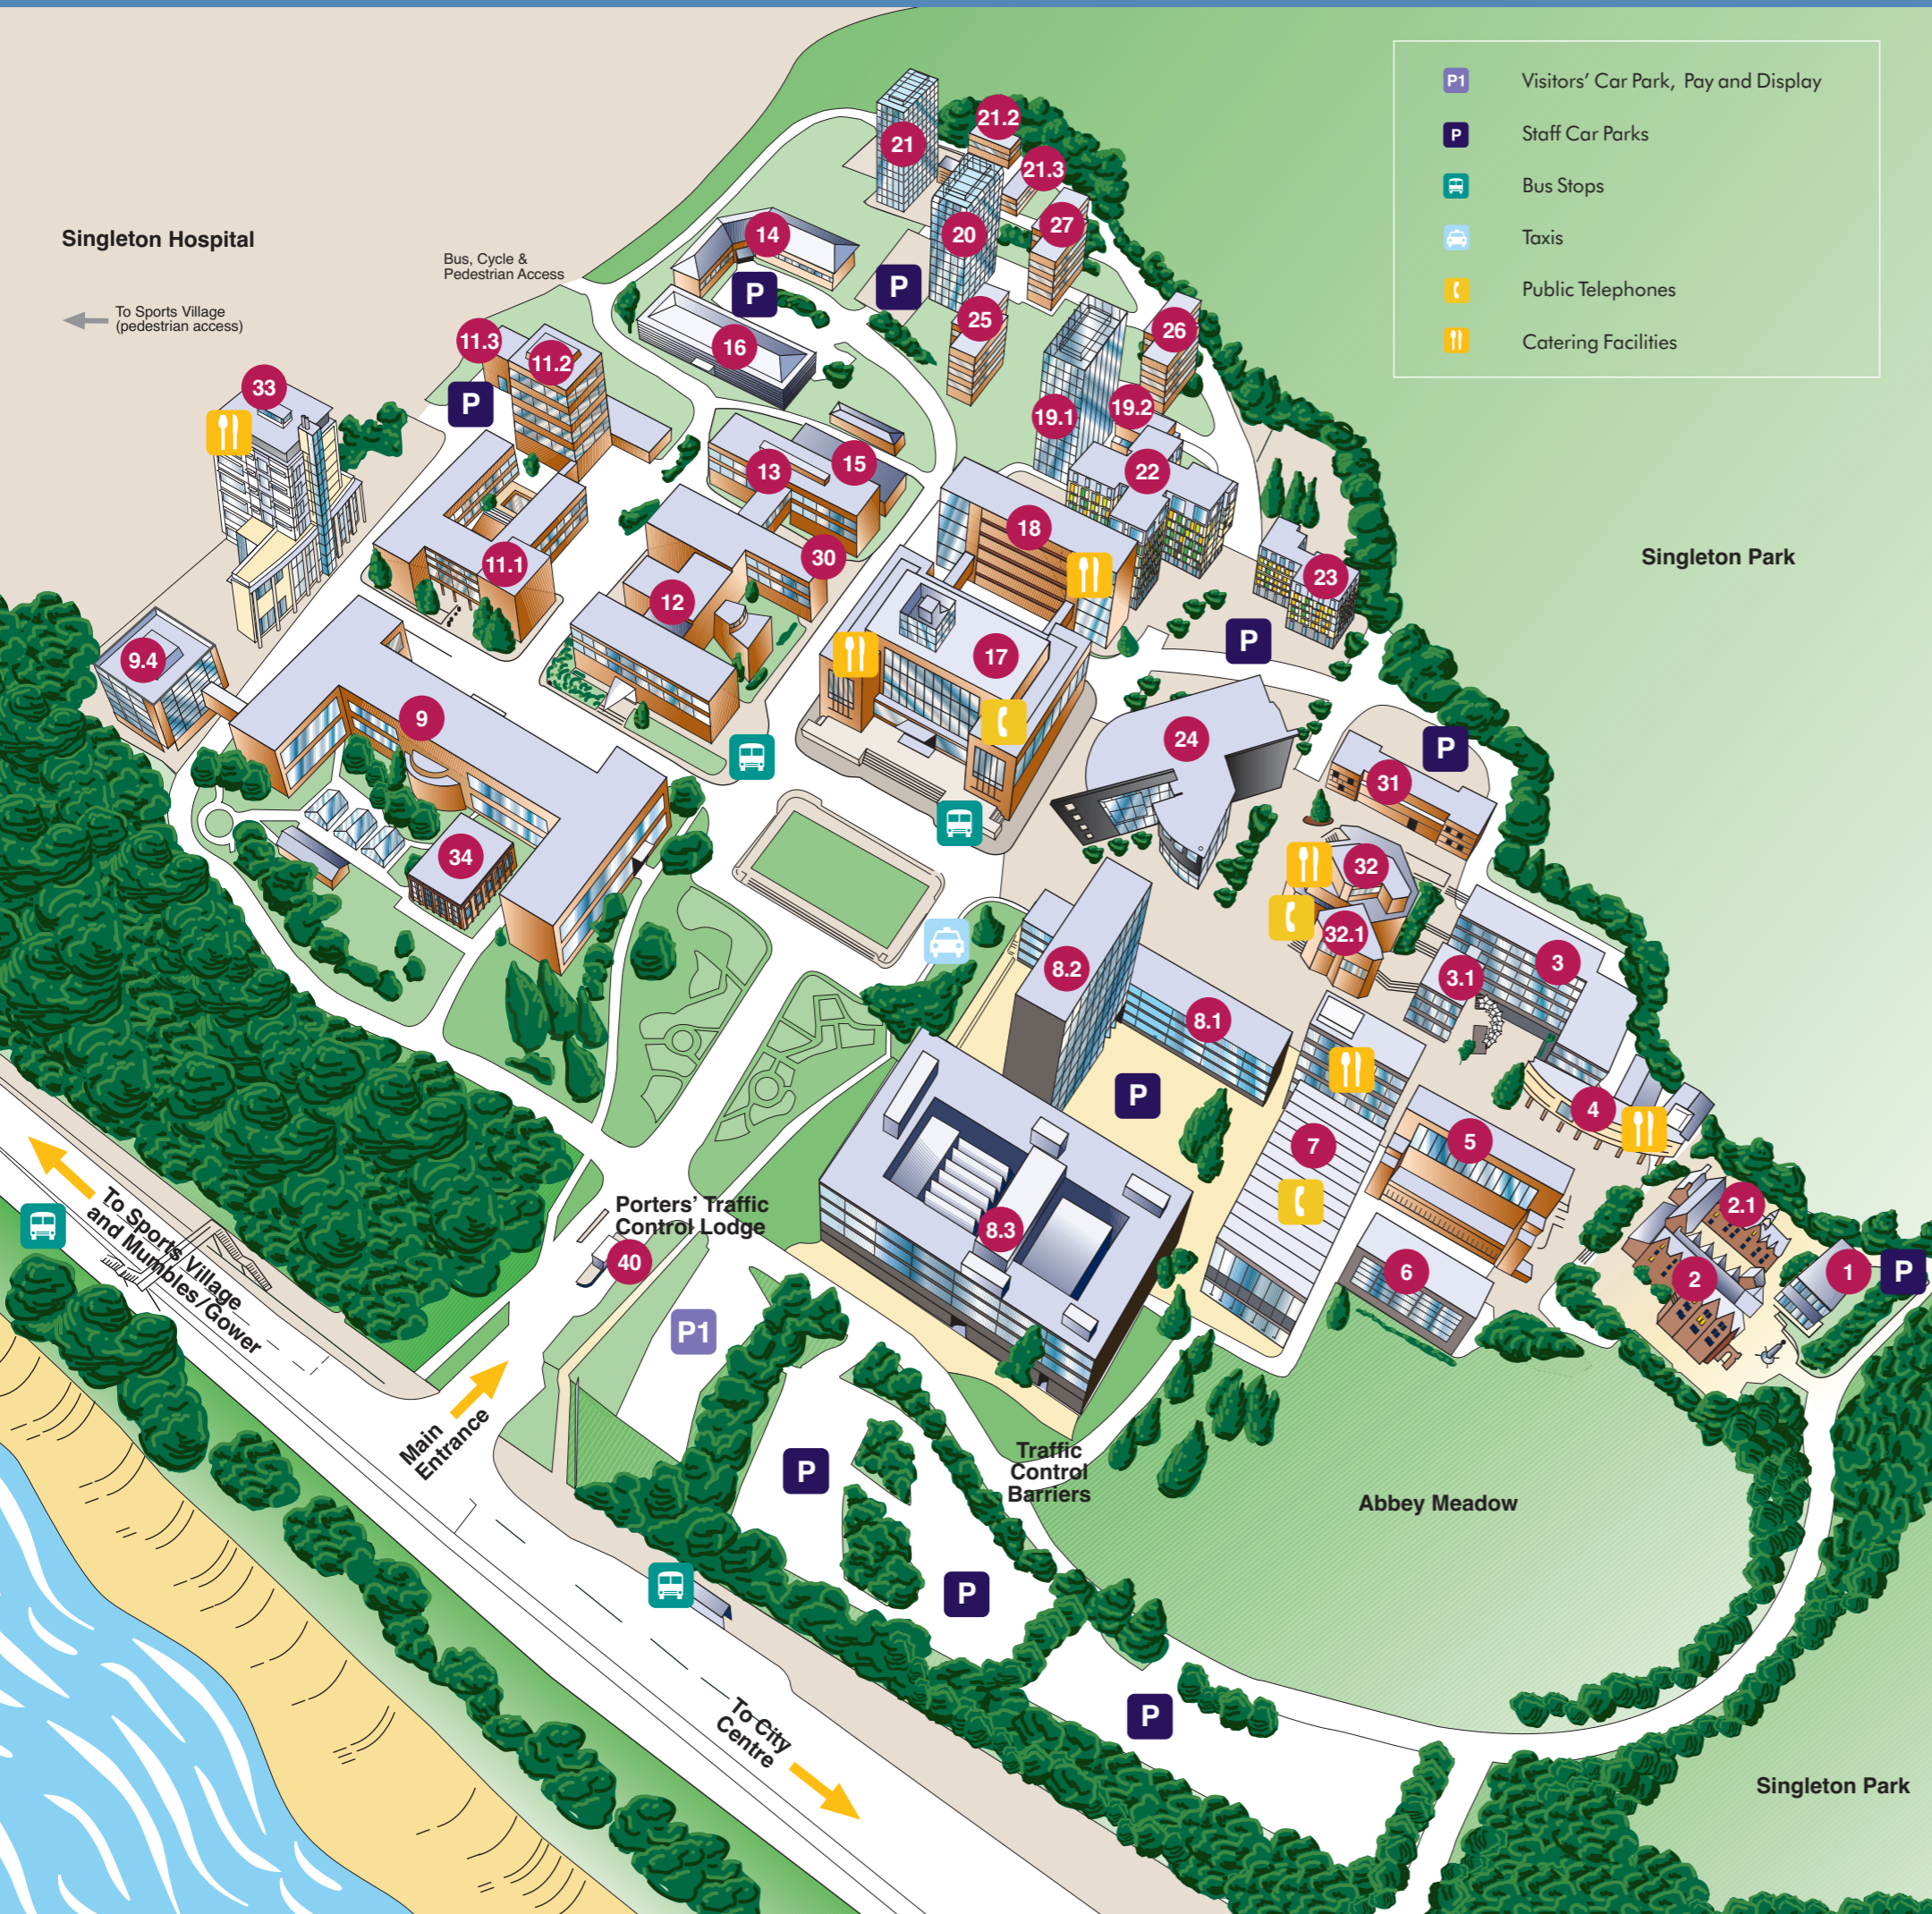 P1 Visitors' Car Park, Pay and Display
P Staff Car Parks
Bus Stops
Taxis
Public Telephones
Catering Facilities
21.2
21
21.3
27
14
20
Singleton Hospital
Bus, Cycle &
Pedestrian Access
P
P
To Sports Village
(pedestrian access)
25
26
11.3
16
11.2
33
P
19.2
19.1
13
15
22
18
Singleton Park
30
11.1
23
12
P
17
9.4
9
24
P
31
34
32
32.1
3
8.2
3.1
8.1
P
4
5
7
2.1
Porters' Traffic
Control Lodge
To Sports Village
and Mumbles/Gower
8.3
40
6
2
1
P
P1
Main
Entrance
P
Traffic
Control
Barriers
Abbey Meadow
P
P
To City
Centre
Singleton Park